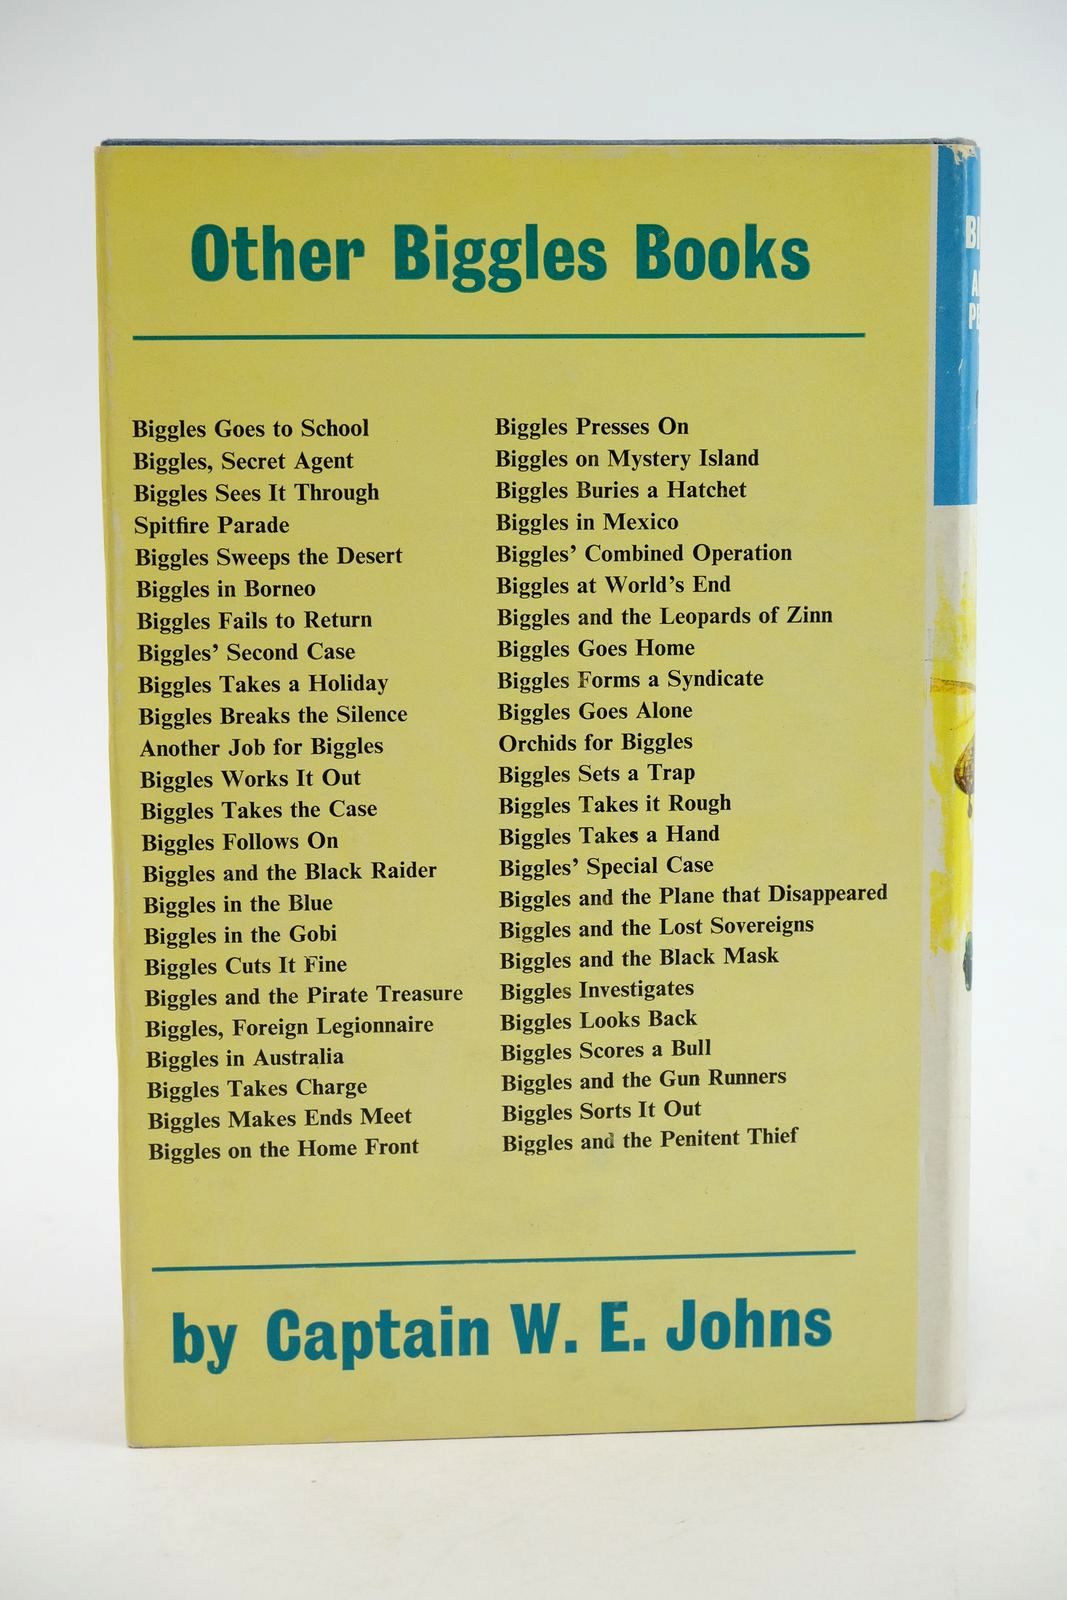 Other Biggles Books
Biggles Goes to School
Biggles, Secret Agent
Biggles Sees It Through
Spitfire Parade
Biggles Sweeps the Desert
Biggles in Borneo
Biggles Fails to Return
Biggles' Second Case
Biggles Takes a Holiday
Biggles Breaks the Silence
Another Job for Biggles
Biggles Works It Out
Biggles Takes the Case
Biggles Follows On
Biggles and the Black Raider
Biggles in the Blue
Biggles in the Gobi
Biggles Cuts It Fine
Biggles and the Pirate Treasure
Biggles, Foreign Legionnaire
Biggles in Australia
Biggles Takes Charge
Biggles Makes Ends Meet
Biggles on the Home Front
Biggles Presses On
Biggles on Mystery Island
Biggles Buries a Hatchet
Biggles in Mexico
Biggles' Combined Operation
Biggles at World's End
Biggles and the Leopards of Zinn
Biggles Goes Home
Biggles Forms a Syndicate
Biggles Goes Alone
Orchids for Biggles
Biggles Sets a Trap
Biggles Takes it Rough
Biggles Takes a Hand
Biggles' Special Case
Biggles and the Plane that Disappeared
Biggles and the Lost Sovereigns
Biggles and the Black Mask
Biggles Investigates
Biggles Looks Back
Biggles Scores a Bull
Biggles and the Gun Runners
Biggles Sorts It Out
Biggles and the Penitent Thief
by Captain W. E. Johns